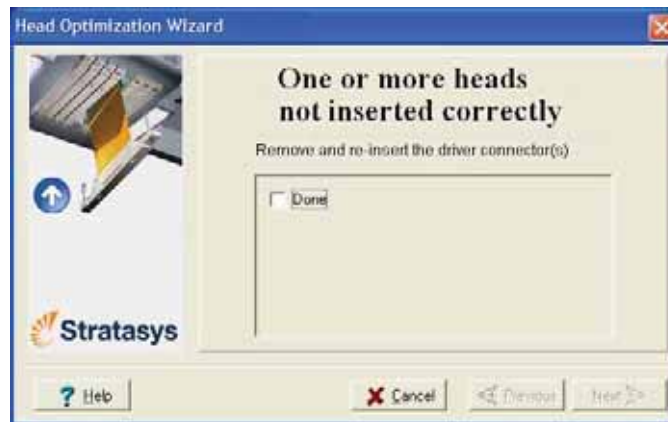 Head Optimization Wizard
One or more heads
not inserted correctly
Remove and re-insert the driver connector(s)
Done
Stratasys
? Help
Cancel
Previous
Next